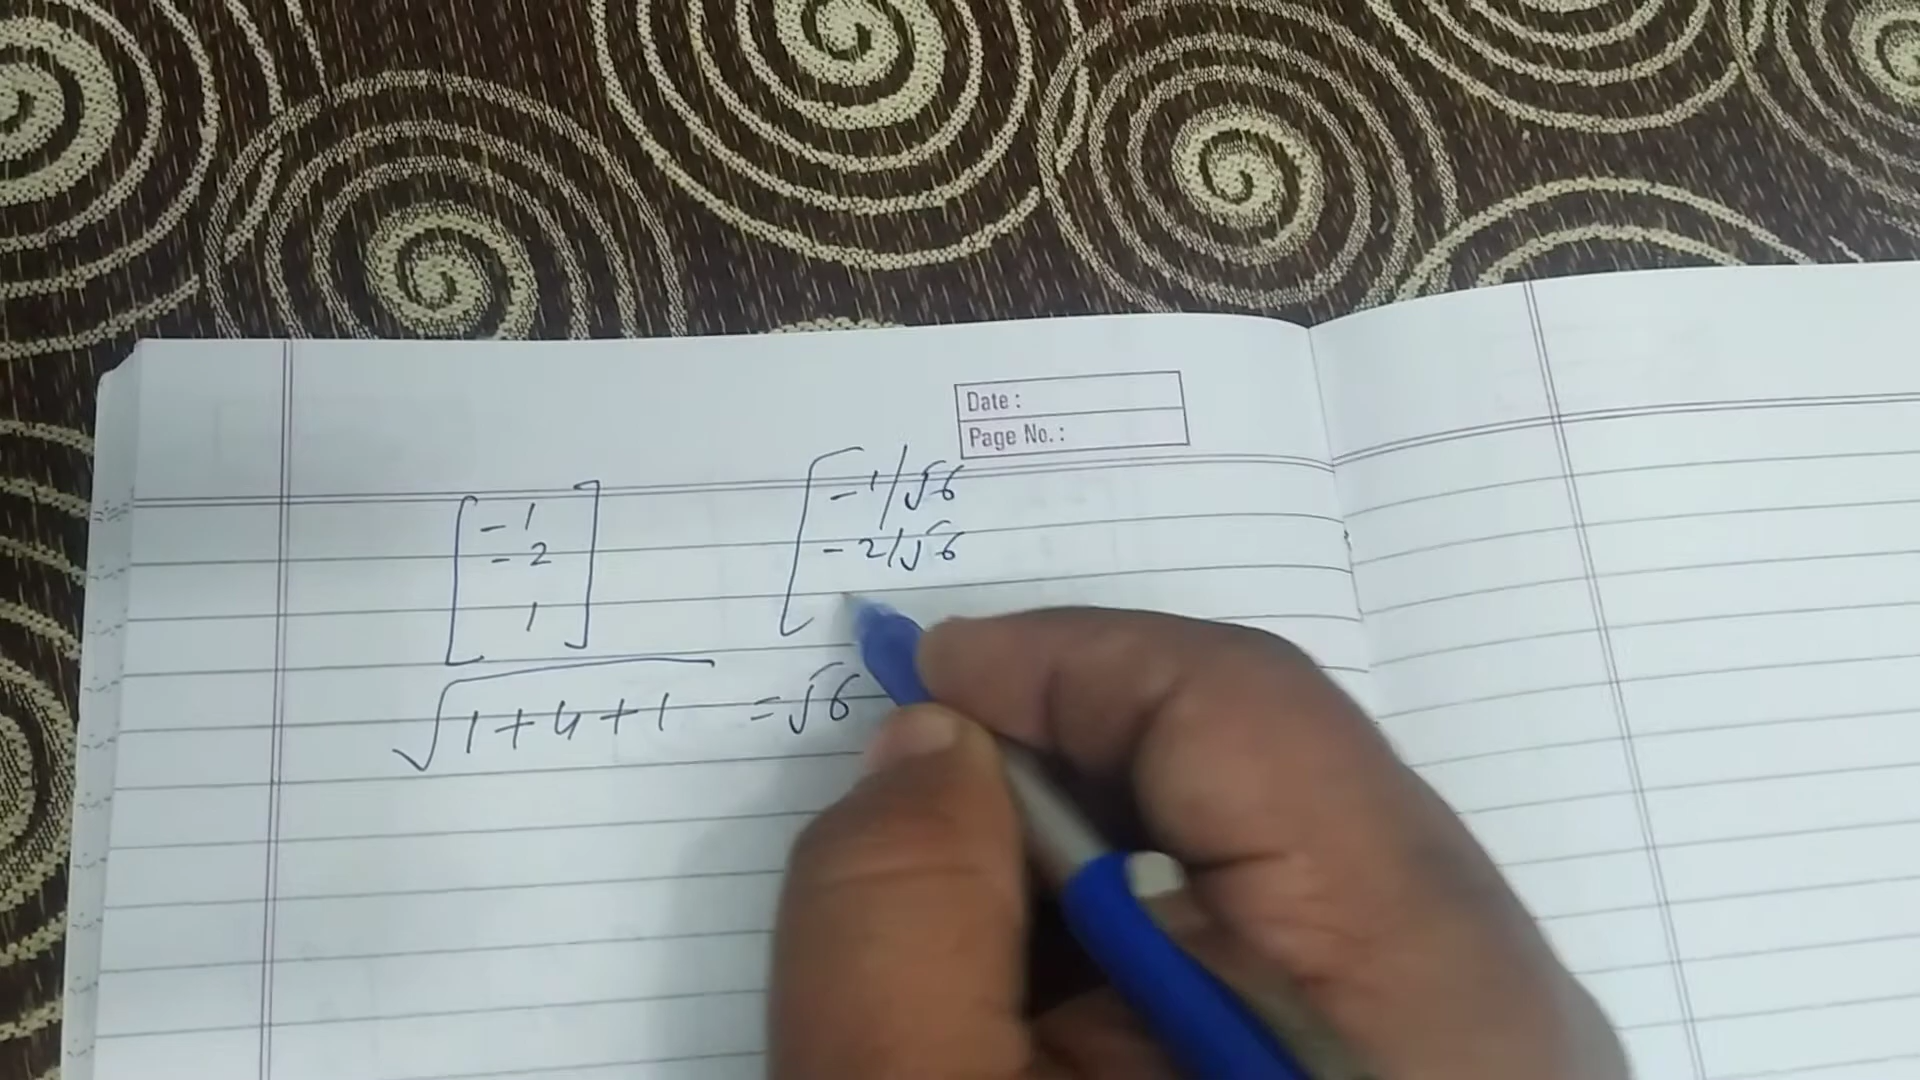 Date :
Page No. :
-1 -1/√6
-2 -2/√6
1
√1+4+1 = √6